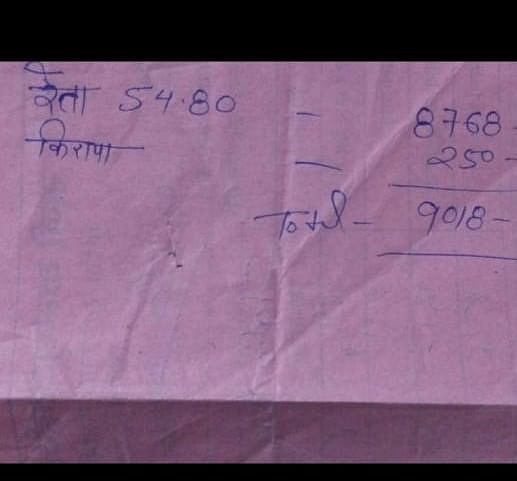 रेता 54.80 - 8768-
किराया - 250-
Total - 9018-